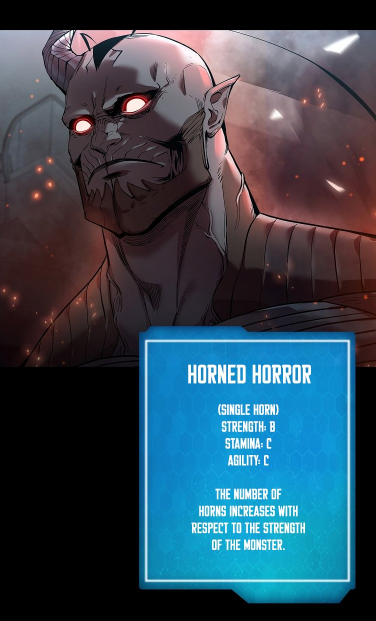 HORNED HORROR
(SINGLE HORN)
STRENGTH: B
STAMINA: C
AGILITY: C
THE NUMBER OF
HORNS INCREASES WITH
RESPECT TO THE STRENGTH
OF THE MONSTER.